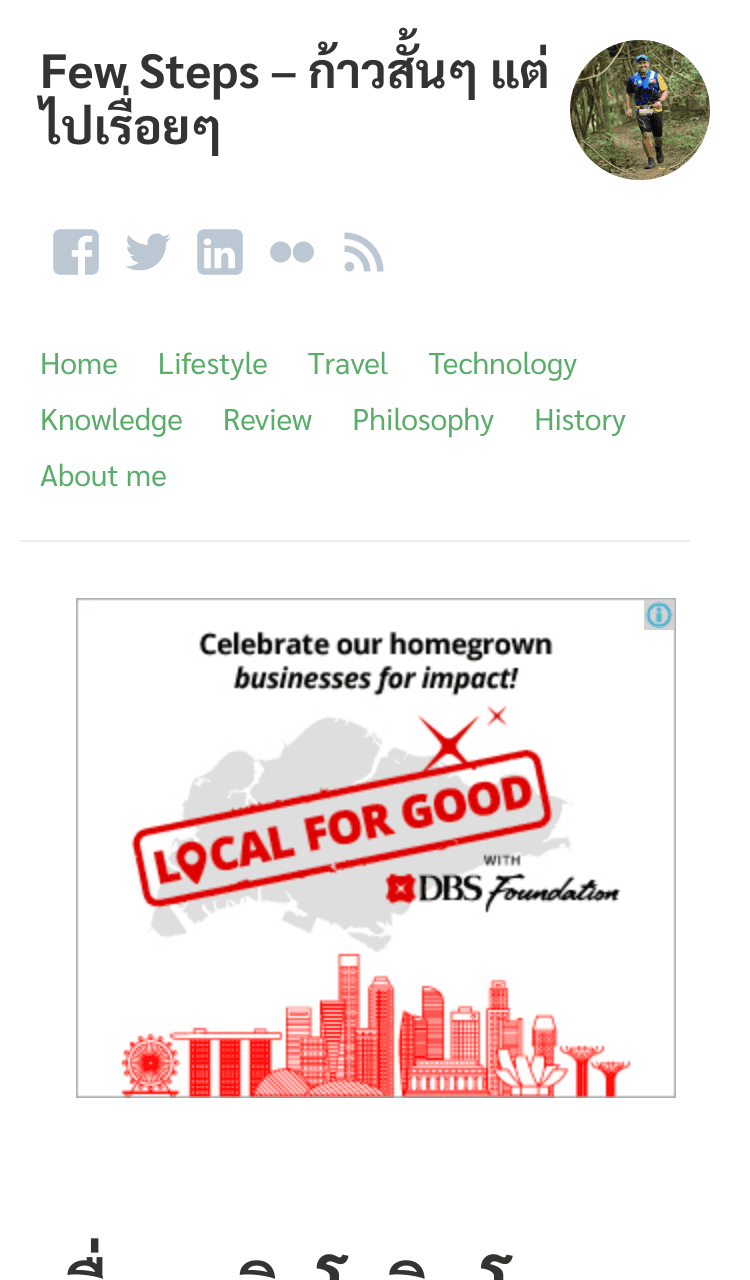 Few Steps – ก้าวสั้นๆ แต่
ไปเรื่อยๆ
Home Lifestyle Travel Technology
Knowledge Review Philosophy History
About me
Celebrate our homegrown
businesses for impact!
LOCAL FOR GOOD
WITH
DBS Foundation